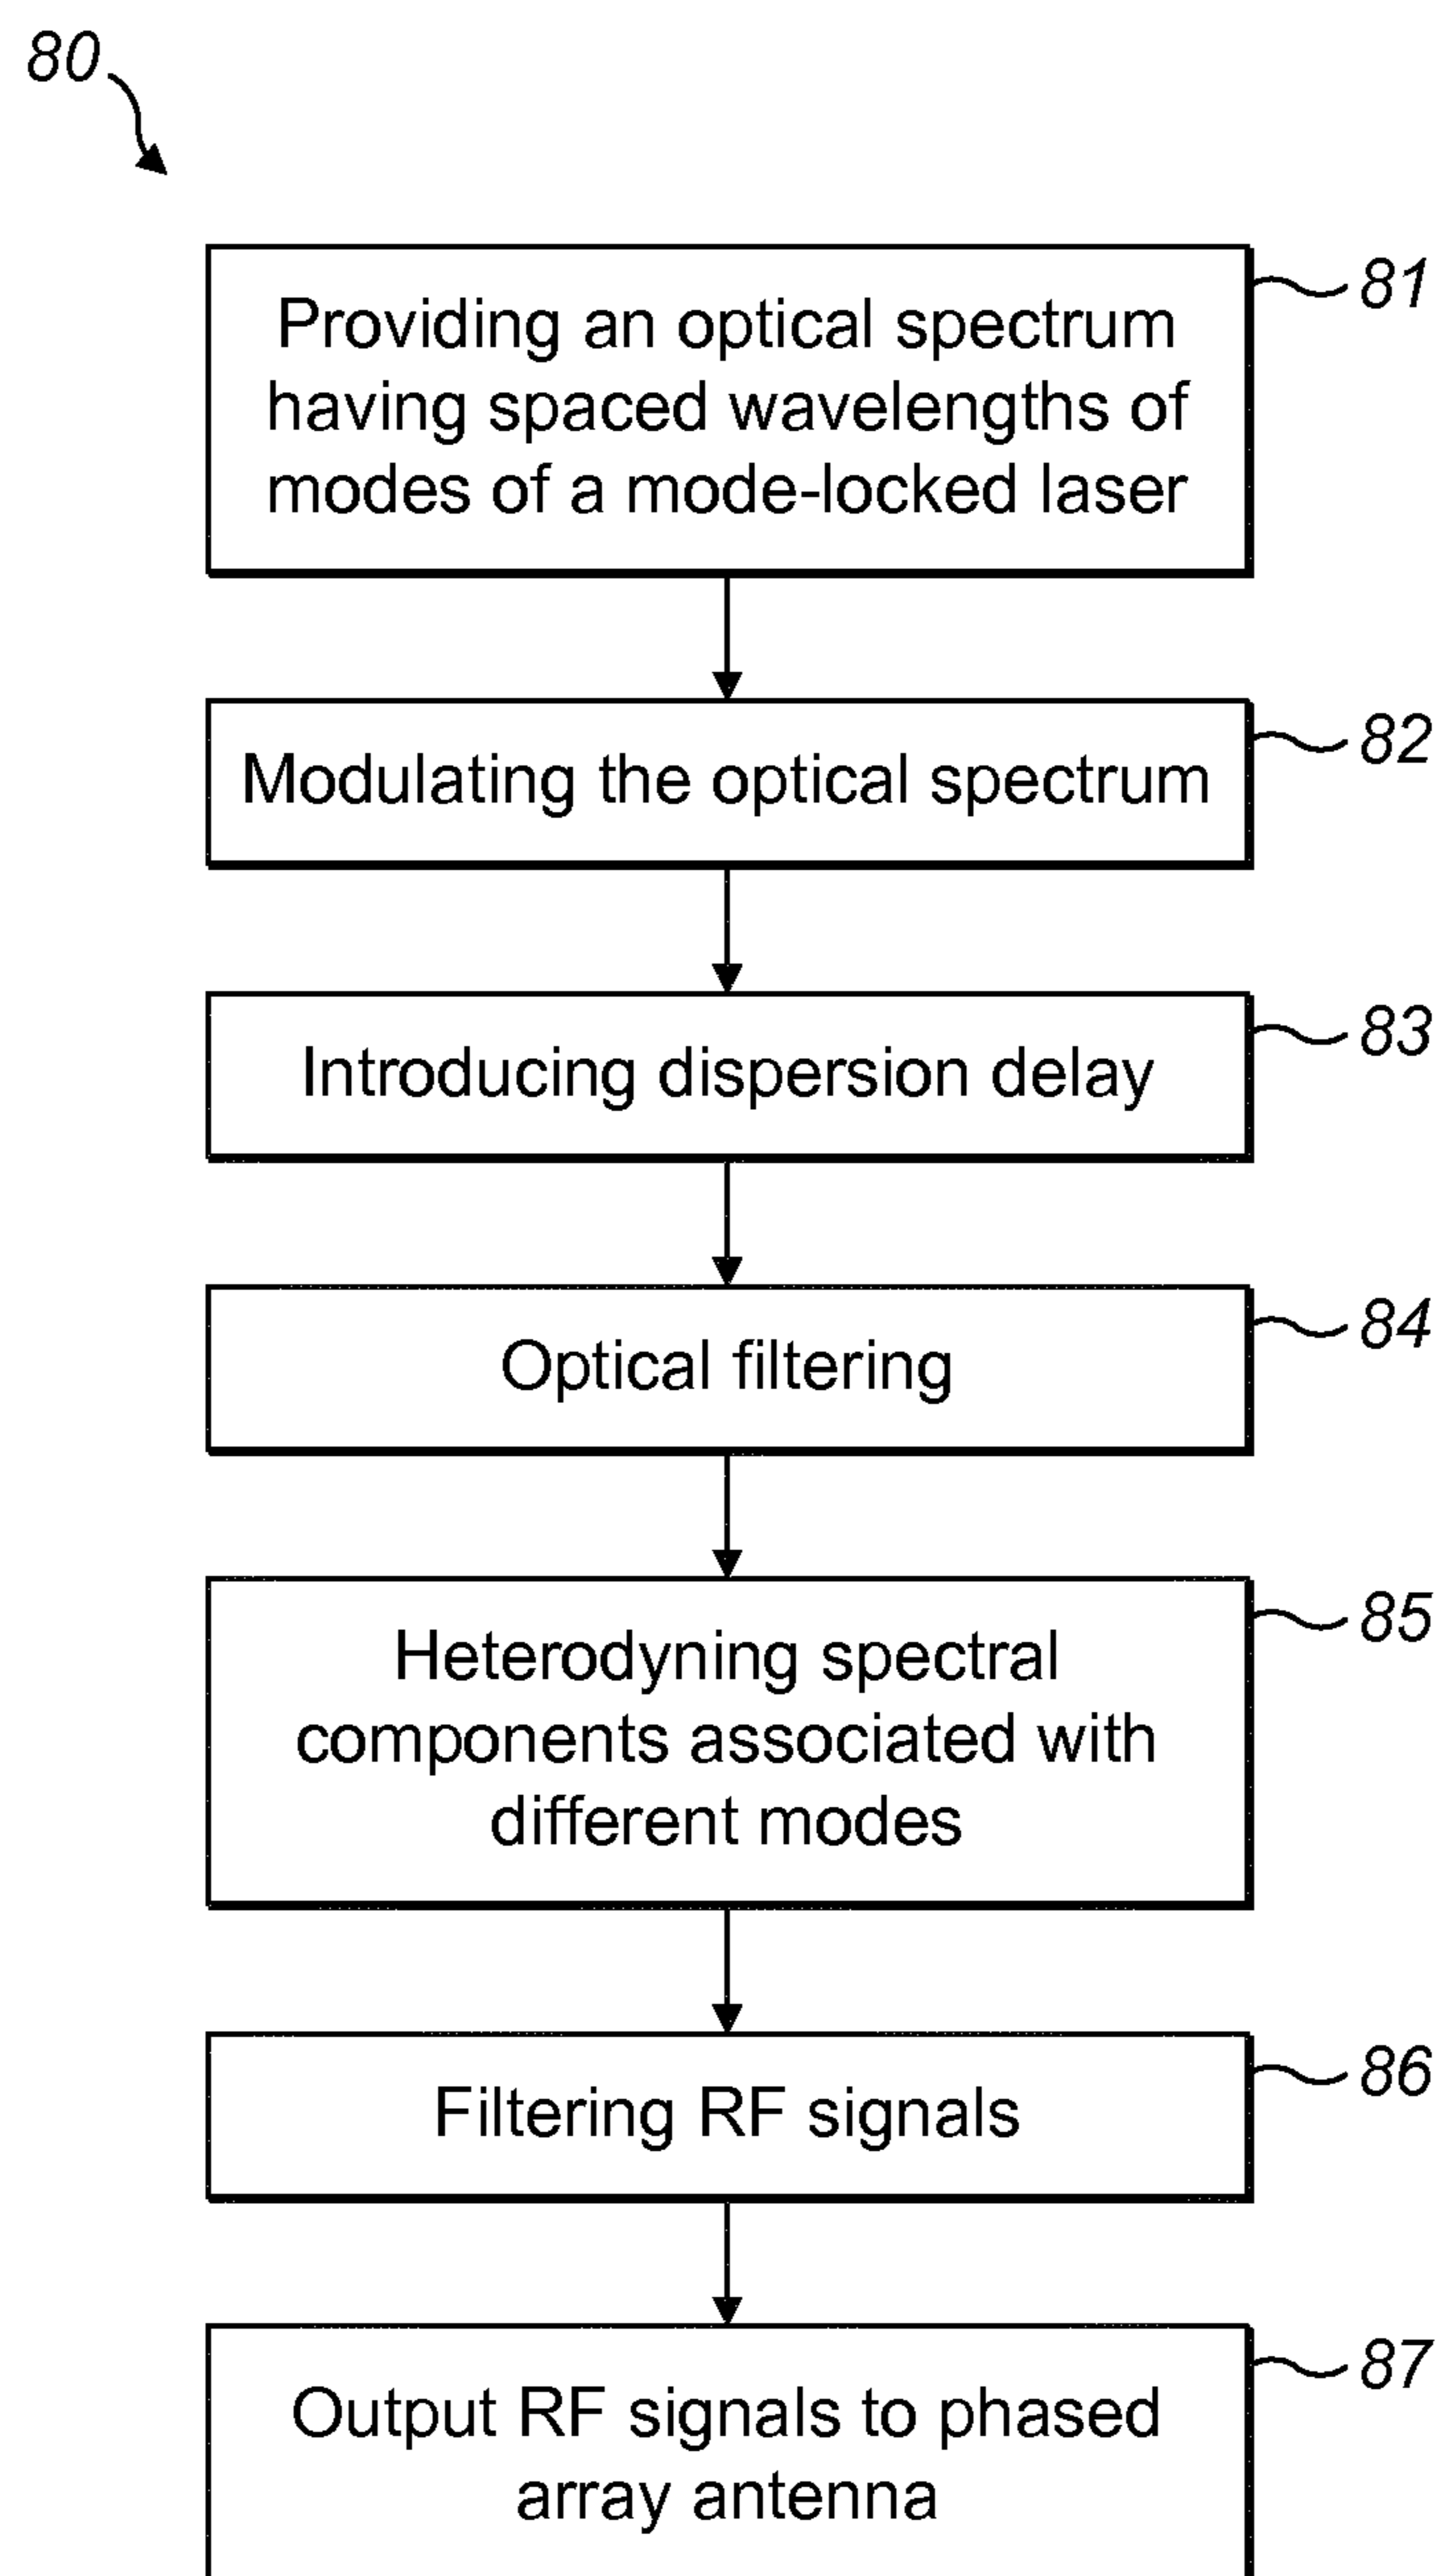 80
81
Providing an optical spectrum
having spaced wavelengths of
modes of a mode-locked laser
82
Modulating the optical spectrum
83
Introducing dispersion delay
84
Optical filtering
85
Heterodyning spectral
components associated with
different modes
86
Filtering RF signals
87
Output RF signals to phased
array antenna